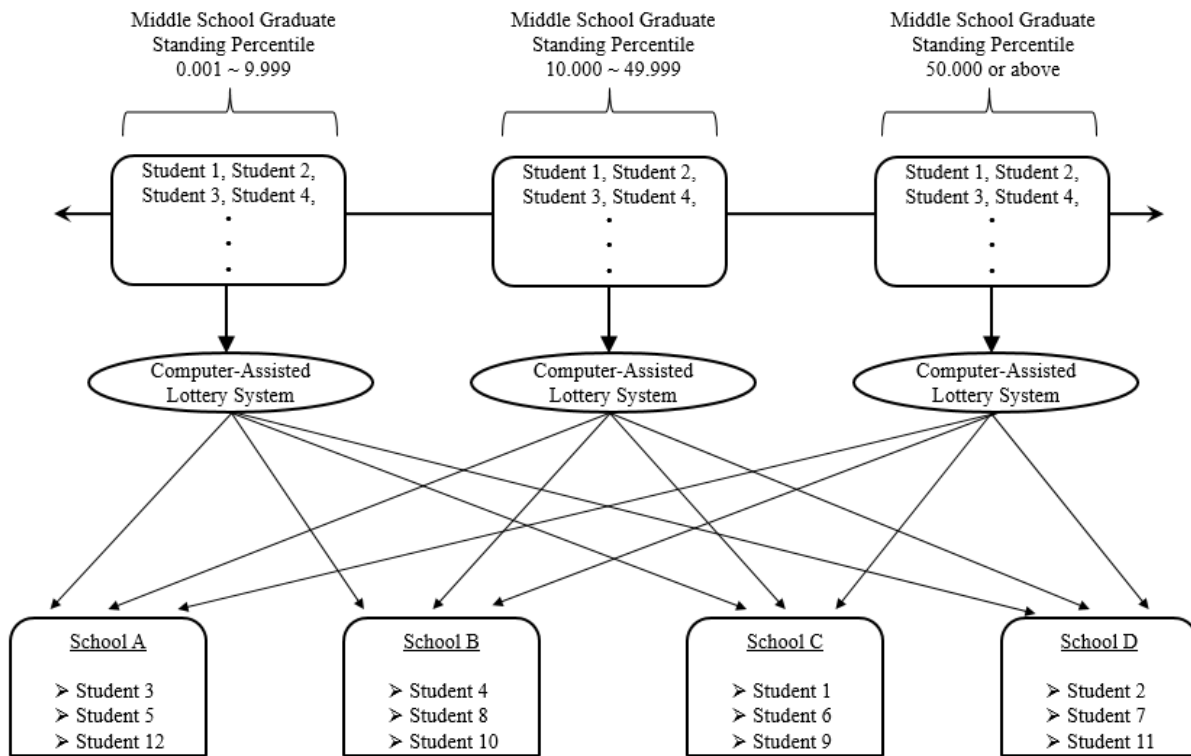 Middle School Graduate
Standing Percentile
0.001 ~ 9.999
Middle School Graduate
Standing Percentile
10.000 ~ 49.999
Middle School Graduate
Standing Percentile
50.000 or above
Student 1, Student 2,
Student 3, Student 4,
Student 1, Student 2,
Student 3, Student 4,
Student 1, Student 2,
Student 3, Student 4,
Computer-Assisted
Lottery System
Computer-Assisted
Lottery System
Computer-Assisted
Lottery System
School A
➢ Student 3
➢ Student 5
➢ Student 12
School B
➢ Student 4
➢ Student 8
➢ Student 10
School C
➢ Student 1
➢ Student 6
➢ Student 9
School D
➢ Student 2
➢ Student 7
➢ Student 11